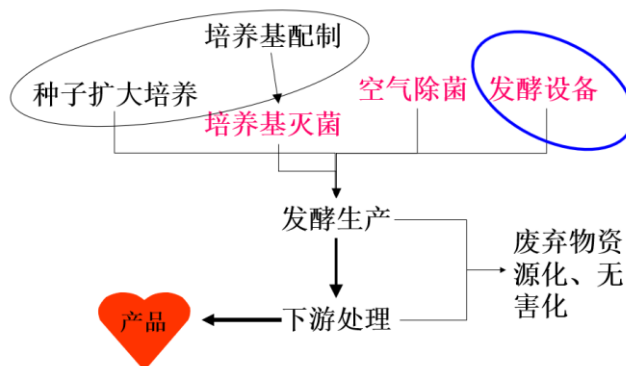 培养基配制
种子扩大培养
空气除菌
发酵设备
培养基灭菌
发酵生产
废弃物资
源化、无
害化
产品
下游处理